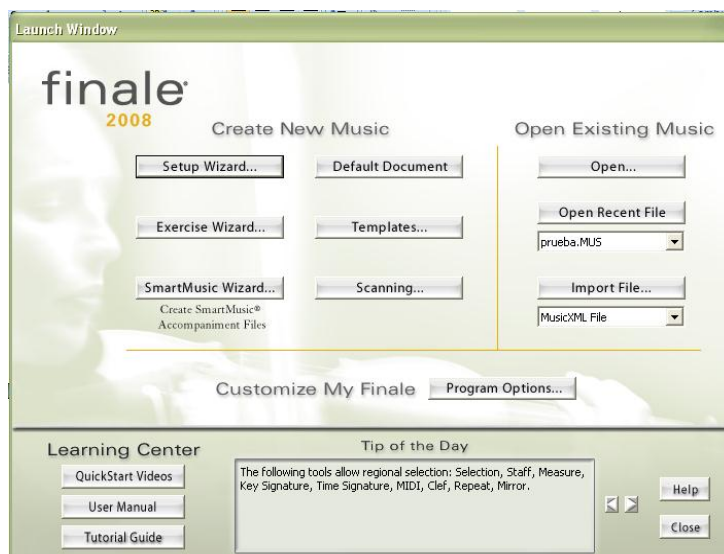 Launch Window
finale
2008
Create New Music
Setup Wizard...
Default Document
Exercise Wizard...
Templates...
SmartMusic Wizard...
Scanning...
Create SmartMusic®
Accompaniment Files
Open Existing Music
Open...
Open Recent File
prueba.MUS
Import File...
MusicXML File
Customize My Finale
Program Options...
Learning Center
QuickStart Videos
User Manual
Tutorial Guide
Tip of the Day
The following tools allow regional selection: Selection, Staff, Measure,
Key Signature, Time Signature, MIDI, Clef, Repeat, Mirror.
Help
Close